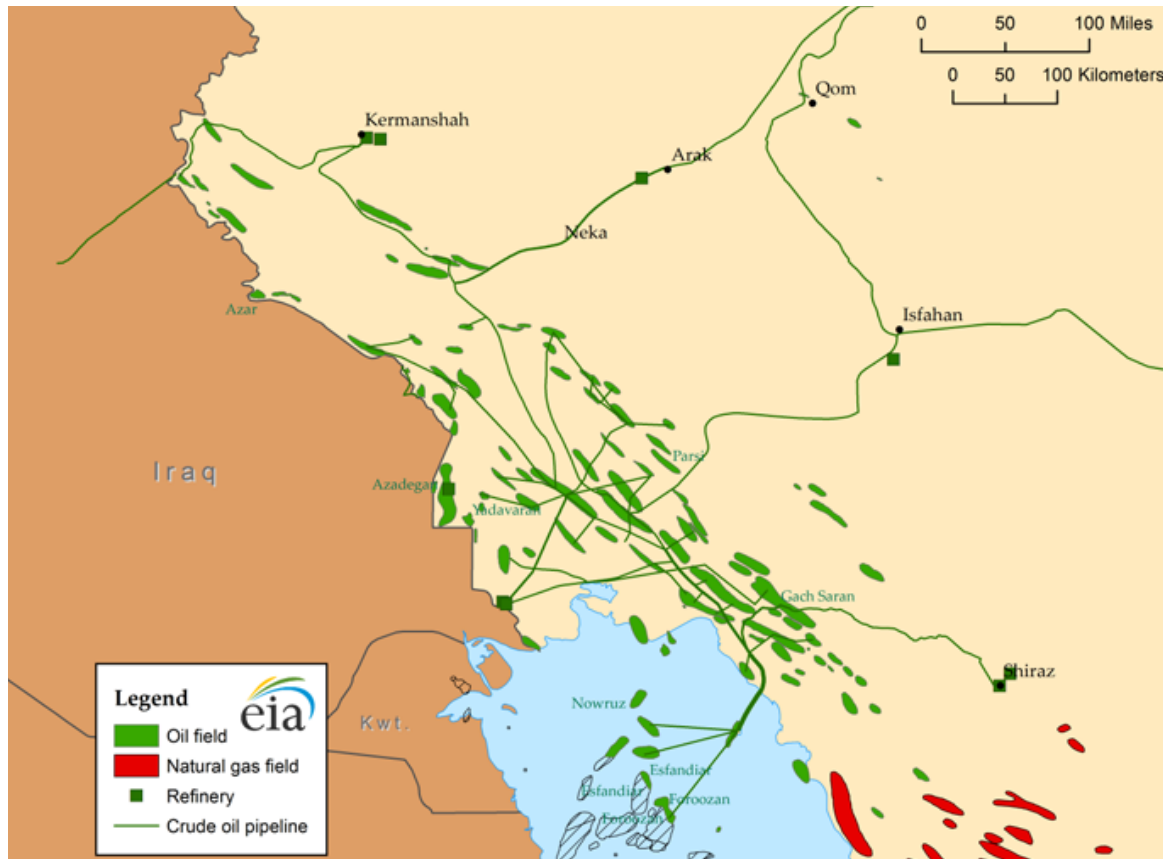 0 50 100 Miles
0 50 100 Kilometers
Qom
Kermanshah
Arak
Neka
Azar
Isfahan
Parsi
Iraq
Azadegan
Yadavaran
Gach Saran
Shiraz
Nowruz
Kwt.
Esfandiar
Esfandiar
Foroozan
Foroozan
Legend
eia
Oil field
Natural gas field
Refinery
Crude oil pipeline